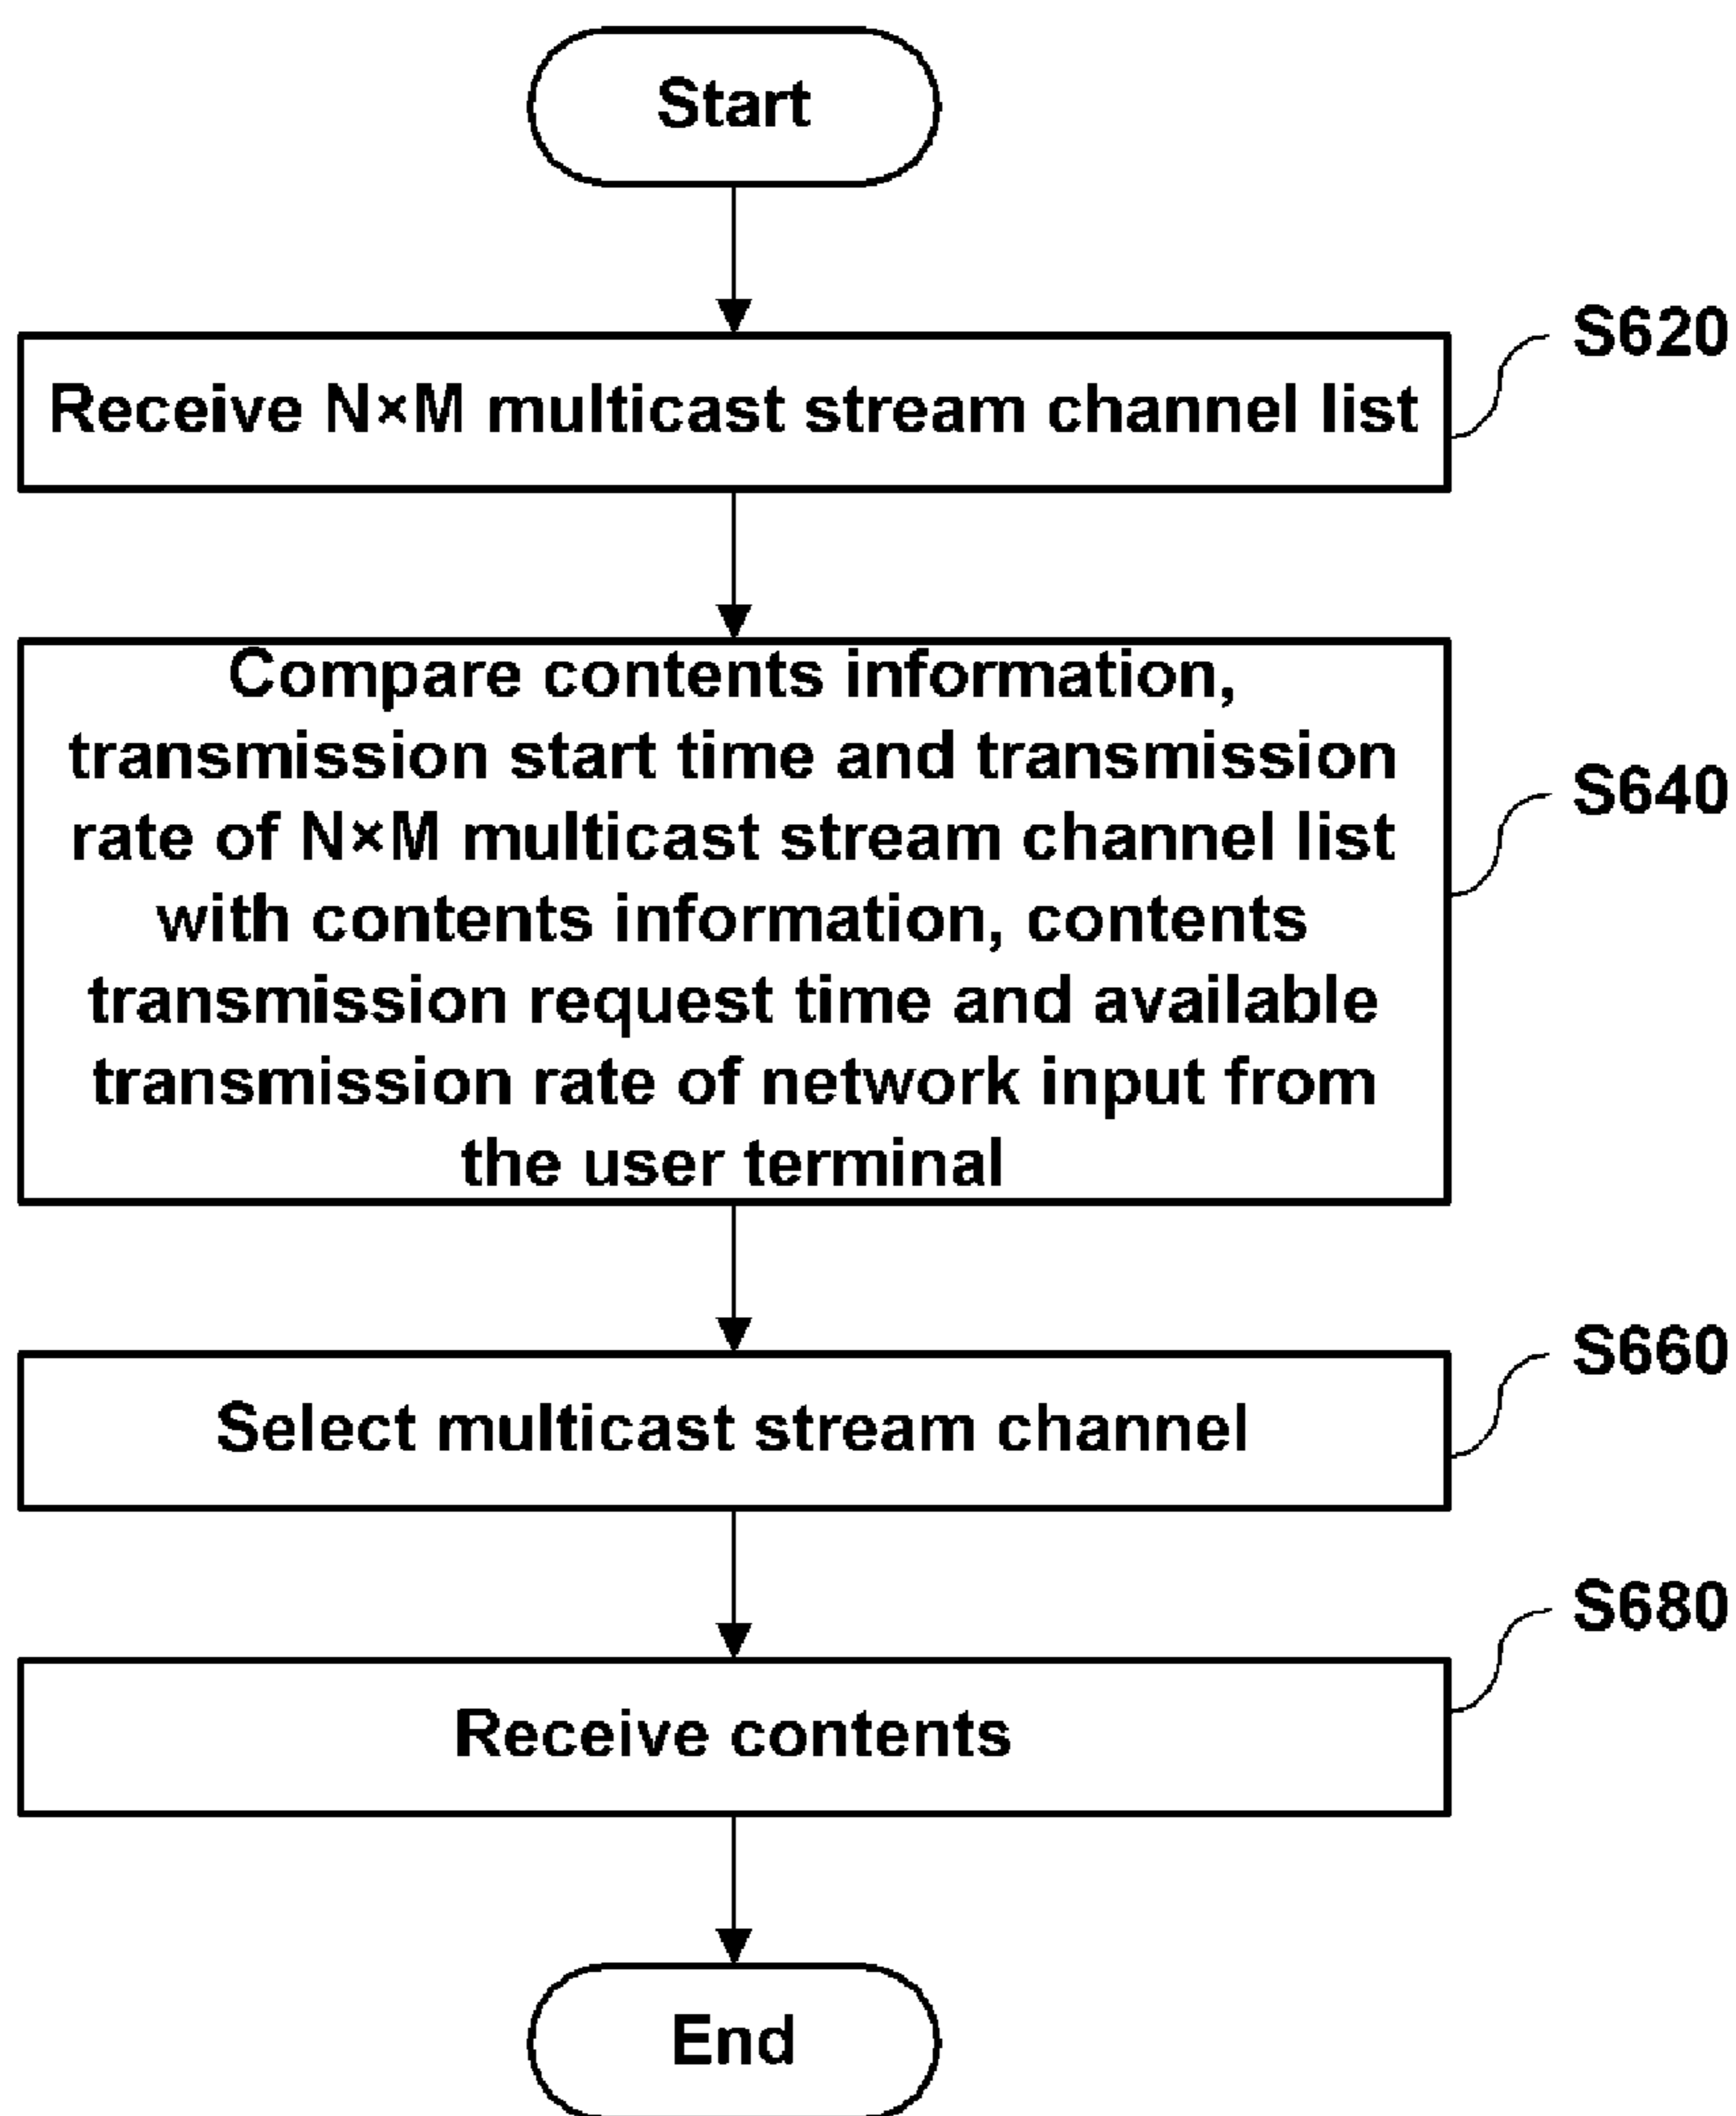 Start
S620
Receive N×M multicast stream channel list
Compare contents information,
transmission start time and transmission
S640
rate of N×M multicast stream channel list
with contents information, contents
transmission request time and available
transmission rate of network input from
the user terminal
S660
Select multicast stream channel
S680
Receive contents
End